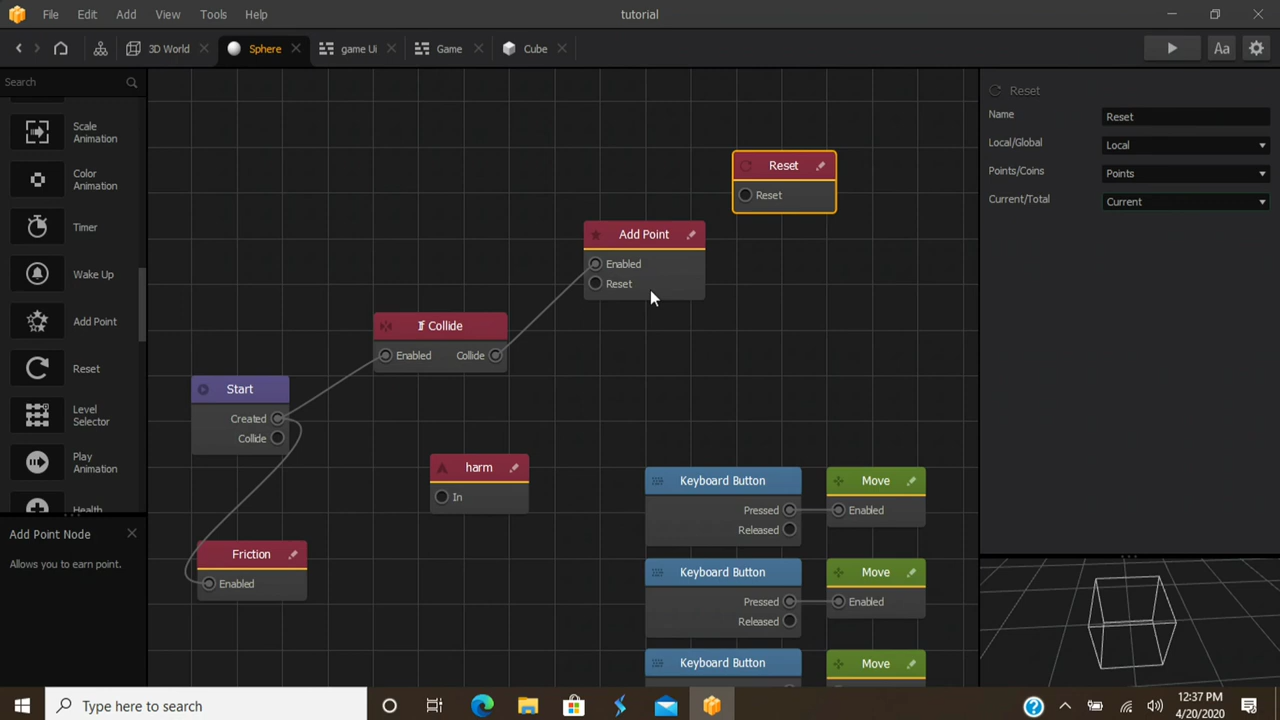 File Edit Add View Tools Help
tutorial
3D World
Sphere
game Ui
Game
Cube
Aa
Search
Scale
Animation
Color
Animation
Timer
Wake Up
Add Point
Reset
Level
Selector
Play
Animation
Health
Add Point Node
Allows you to earn point.
Reset
Reset
Add Point
Enabled
Reset
If Collide
Enabled Collide
Start
Created
Collide
harm
In
Friction
Enabled
Keyboard Button
Pressed
Released
Move
Enabled
Keyboard Button
Pressed
Released
Move
Enabled
Keyboard Button
Move
Reset
Name Reset
Local/Global Local
Points/Coins Points
Current/Total Current
Type here to search
12:37 PM
4/20/2020